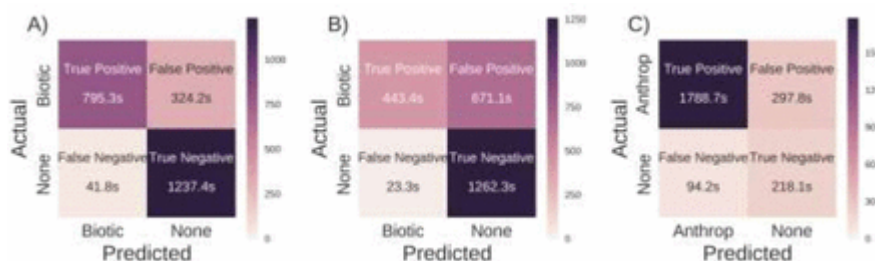 A)
Actual
Biotic
None
True Positive
795.3s
False Positive
324.2s
False Negative
41.8s
True Negative
1237.4s
Biotic
None
Predicted
1000
750
500
250
0
B)
Actual
Biotic
None
True Positive
443.4s
False Positive
671.1s
False Negative
23.3s
True Negative
1262.3s
Biotic
None
Predicted
1250
1000
750
500
250
0
C)
Actual
Anthrop
None
True Positive
1788.7s
False Positive
297.8s
False Negative
94.2s
True Negative
218.1s
Anthrop
None
Predicted